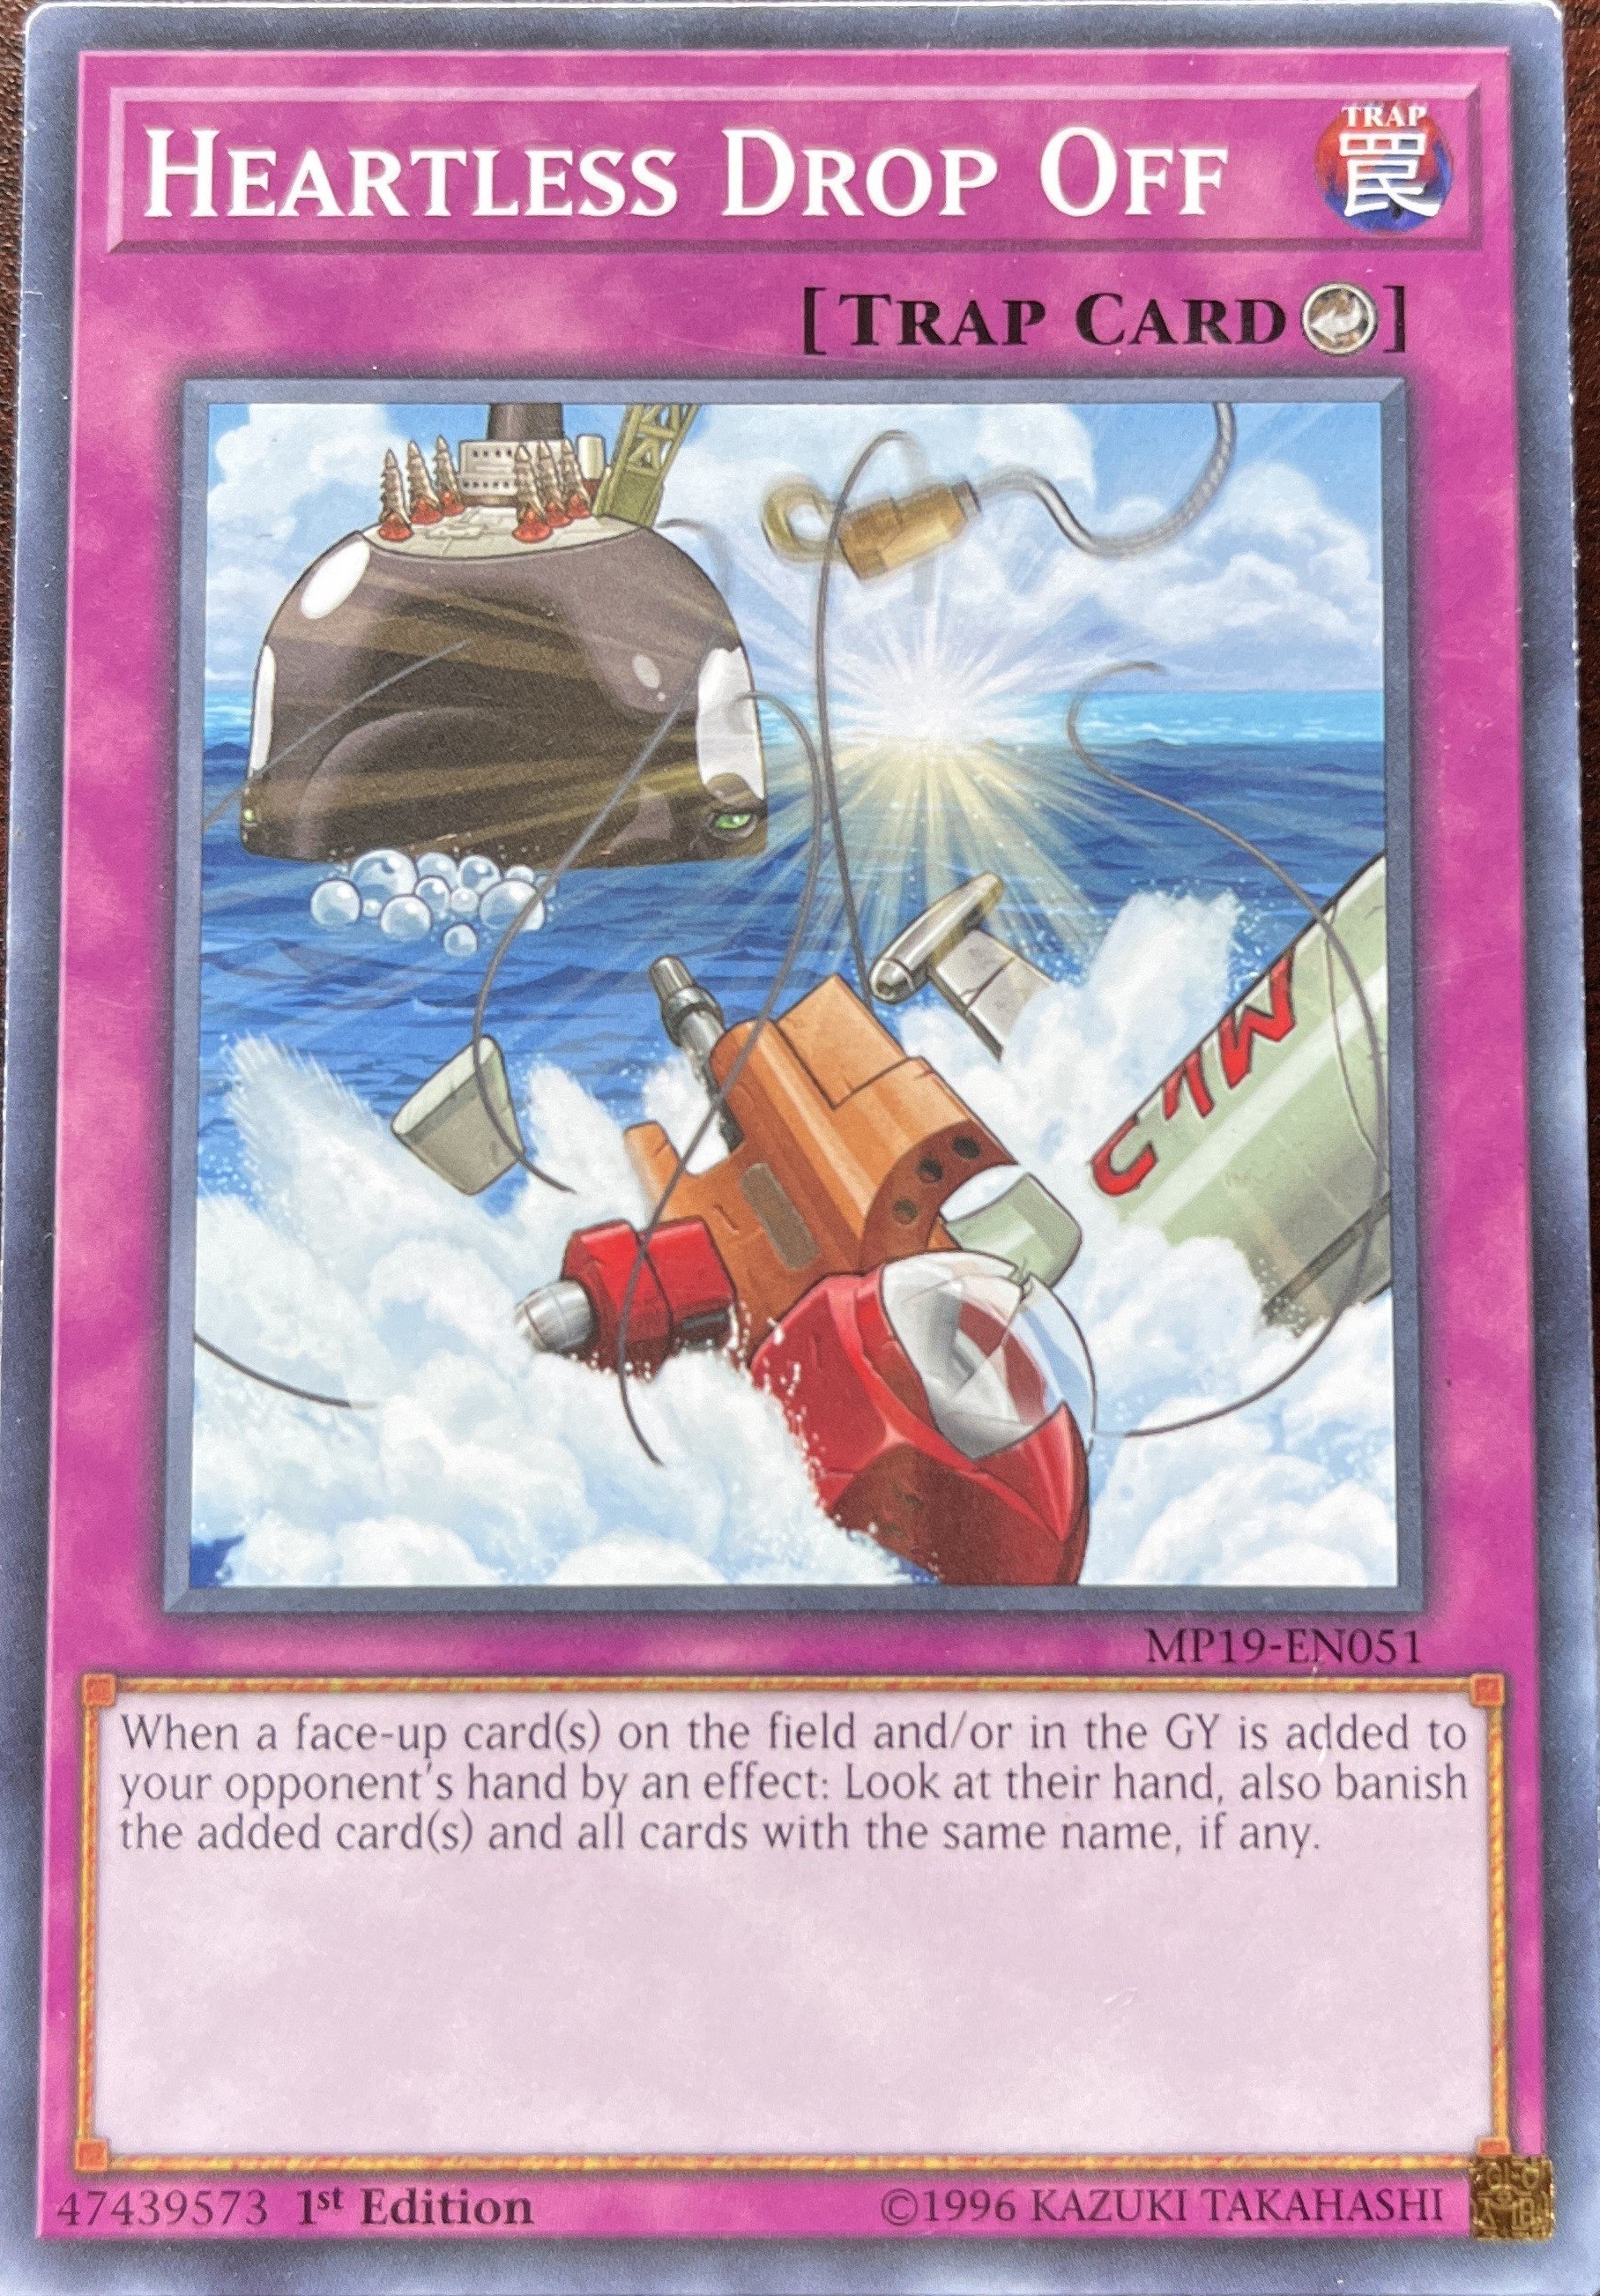 HEARTLESS DROP OFF
TRAP
罠
[TRAP CARD]
MP19-EN051
When a face-up card(s) on the field and/or in the GY is added to
your opponent's hand by an effect: Look at their hand, also banish
the added card(s) and all cards with the same name, if any.
47439573 1st Edition
©1996 KAZUKI TAKAHASHI